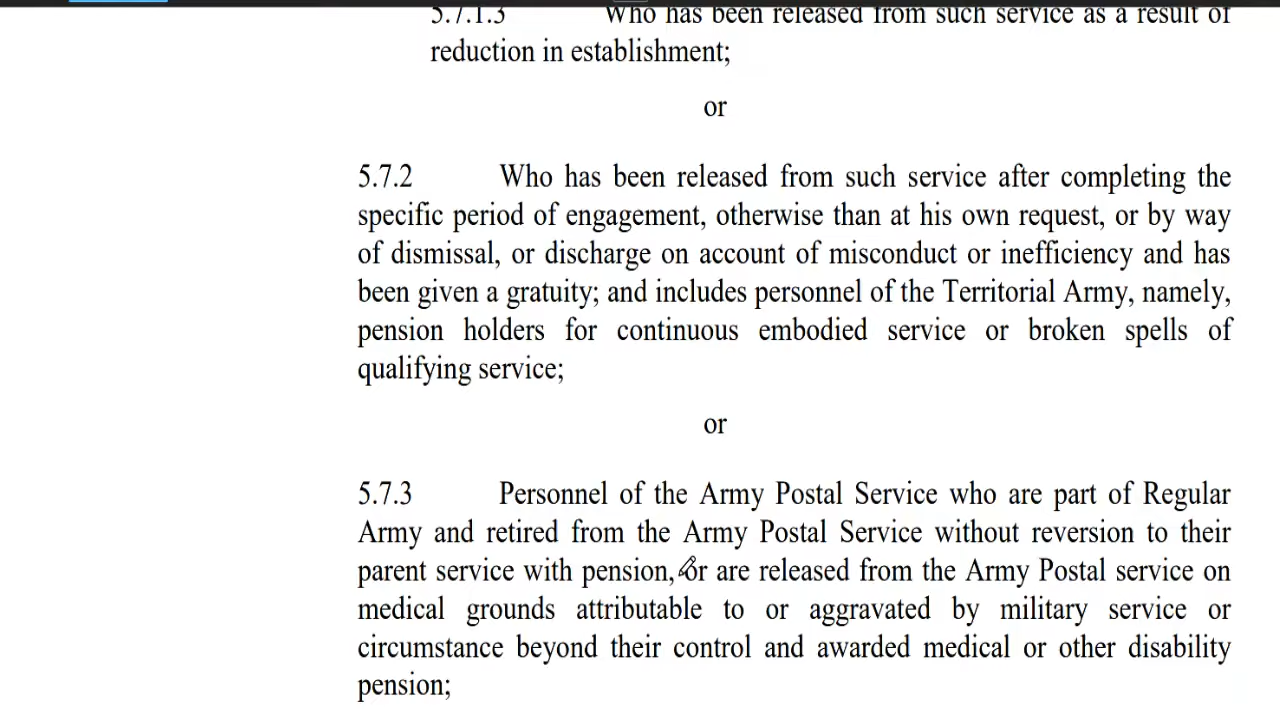 5.7.1.3 Who has been released from such service as a result of
reduction in establishment;
or
5.7.2 Who has been released from such service after completing the
specific period of engagement, otherwise than at his own request, or by way
of dismissal, or discharge on account of misconduct or inefficiency and has
been given a gratuity; and includes personnel of the Territorial Army, namely,
pension holders for continuous embodied service or broken spells of
qualifying service;
or
5.7.3 Personnel of the Army Postal Service who are part of Regular
Army and retired from the Army Postal Service without reversion to their
parent service with pension, or are released from the Army Postal service on
medical grounds attributable to or aggravated by military service or
circumstance beyond their control and awarded medical or other disability
pension;